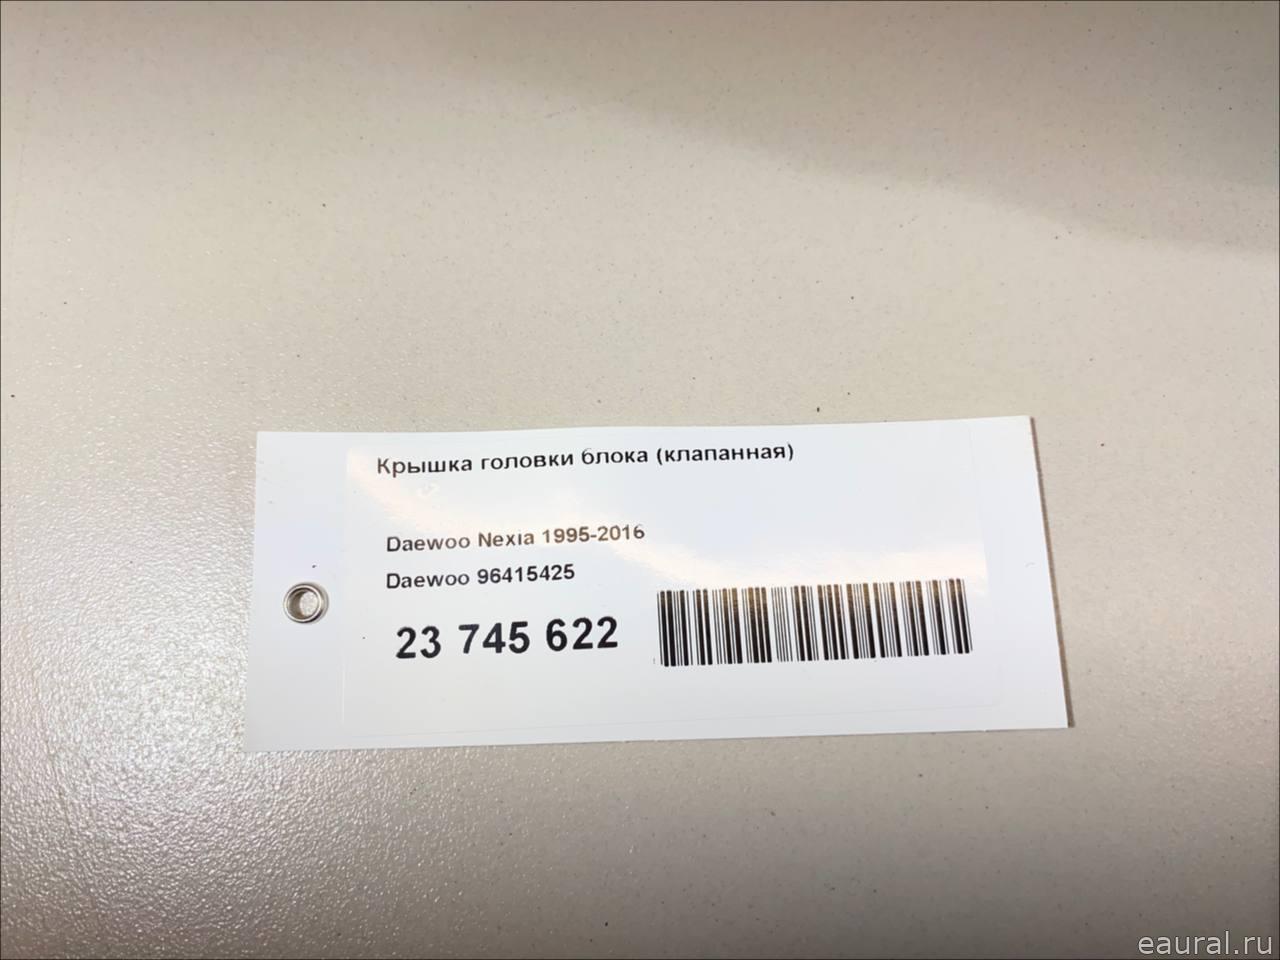 Крышка головки блока (клапанная)
Daewoo Nexia 1995-2016
Daewoo 96415425
23 745 622
eaural.ru